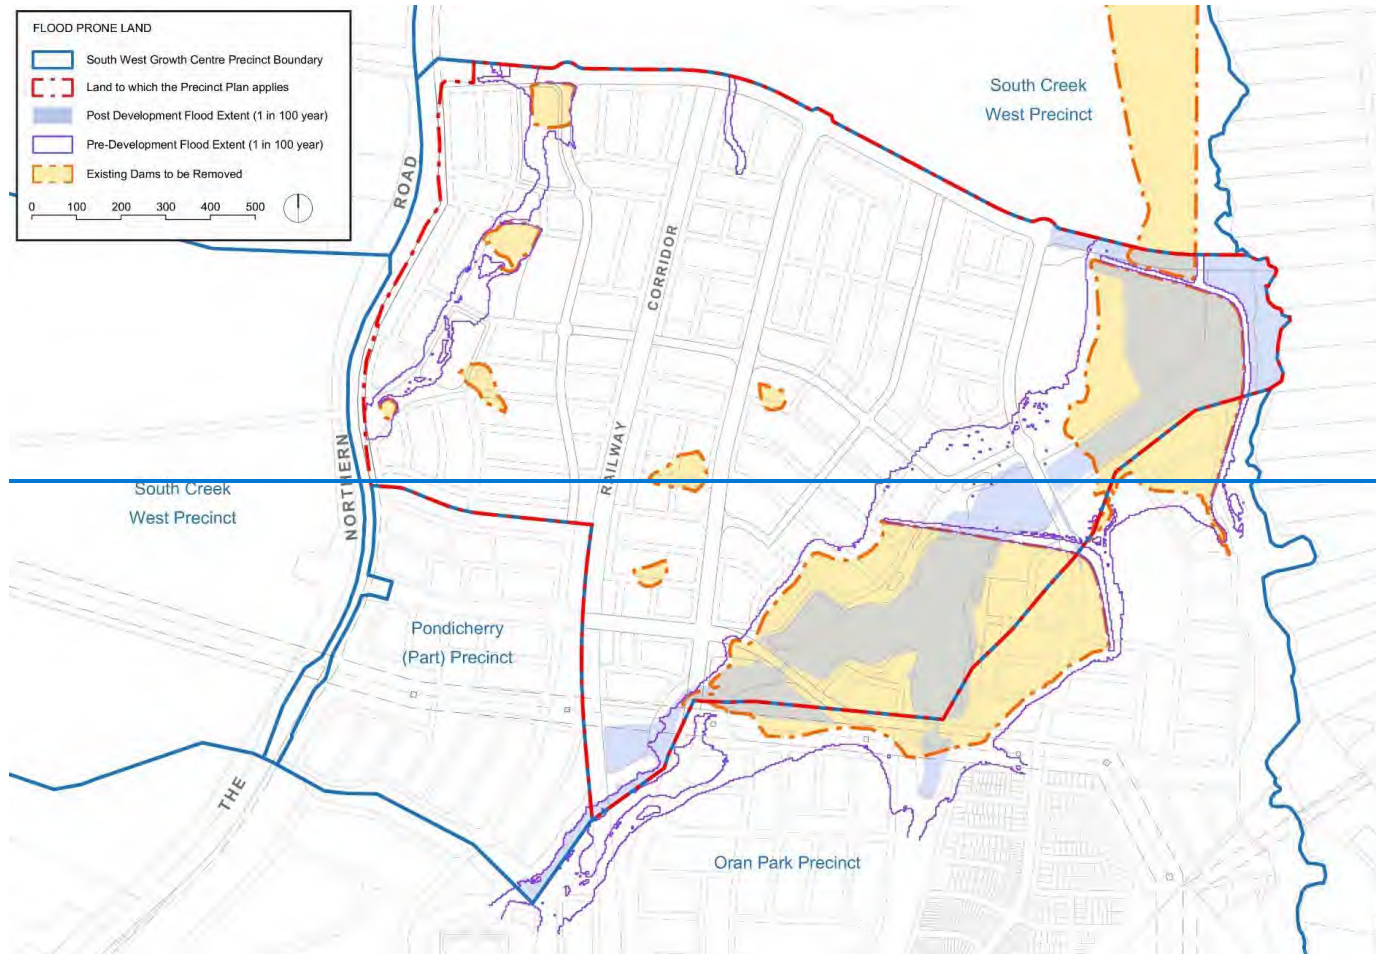 FLOOD PRONE LAND
South West Growth Centre Precinct Boundary
Land to which the Precinct Plan applies
Post Development Flood Extent (1 in 100 year)
Pre-Development Flood Extent (1 in 100 year)
Existing Dams to be Removed
0 100 200 300 400 500
South Creek
West Precinct
ROAD
CORRIDOR
RAILWAY
NORTHERN
South Creek
West Precinct
Pondicherry
(Part) Precinct
THE
Oran Park Precinct